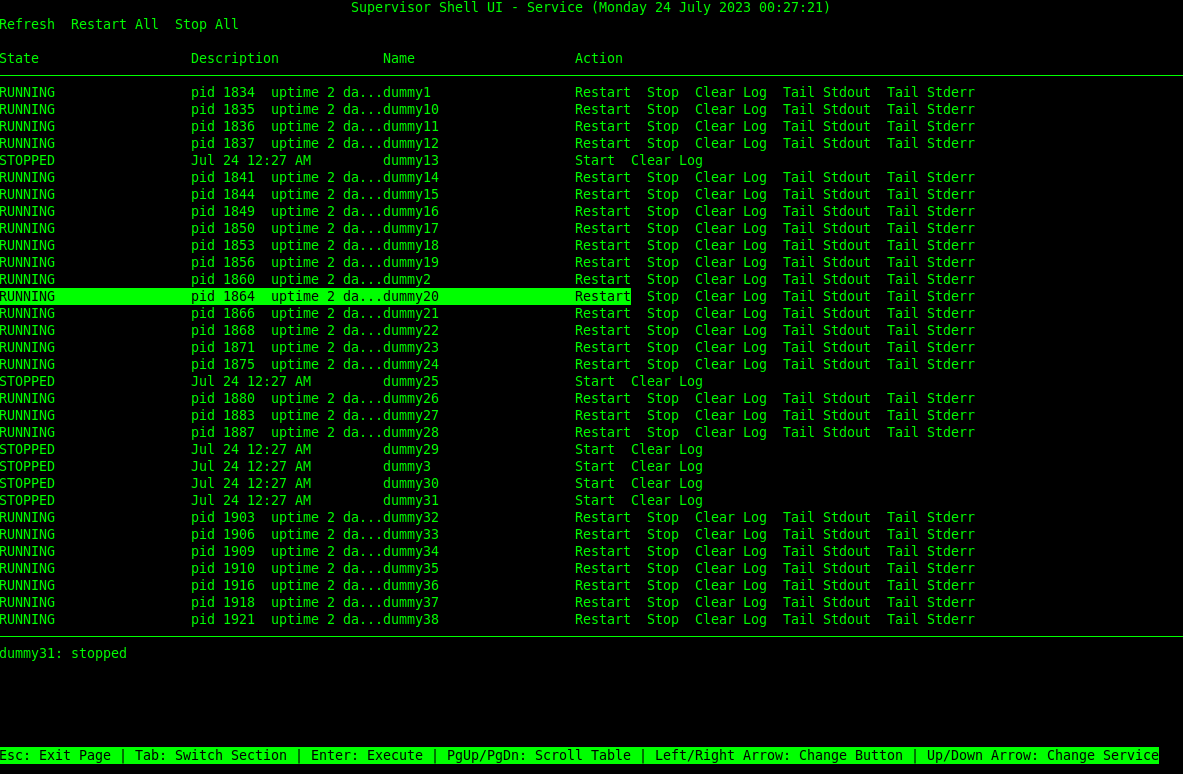 Supervisor Shell UI - Service (Monday 24 July 2023 00:27:21)
Refresh  Restart All  Stop All
State  Description  Name  Action
RUNNING  pid 1834  uptime 2 da...dummy1  Restart  Stop  Clear Log  Tail Stdout  Tail Stderr
RUNNING  pid 1835  uptime 2 da...dummy10  Restart  Stop  Clear Log  Tail Stdout  Tail Stderr
RUNNING  pid 1836  uptime 2 da...dummy11  Restart  Stop  Clear Log  Tail Stdout  Tail Stderr
RUNNING  pid 1837  uptime 2 da...dummy12  Restart  Stop  Clear Log  Tail Stdout  Tail Stderr
STOPPED  Jul 24 12:27 AM  dummy13  Start  Clear Log
RUNNING  pid 1841  uptime 2 da...dummy14  Restart  Stop  Clear Log  Tail Stdout  Tail Stderr
RUNNING  pid 1844  uptime 2 da...dummy15  Restart  Stop  Clear Log  Tail Stdout  Tail Stderr
RUNNING  pid 1849  uptime 2 da...dummy16  Restart  Stop  Clear Log  Tail Stdout  Tail Stderr
RUNNING  pid 1850  uptime 2 da...dummy17  Restart  Stop  Clear Log  Tail Stdout  Tail Stderr
RUNNING  pid 1853  uptime 2 da...dummy18  Restart  Stop  Clear Log  Tail Stdout  Tail Stderr
RUNNING  pid 1856  uptime 2 da...dummy19  Restart  Stop  Clear Log  Tail Stdout  Tail Stderr
RUNNING  pid 1860  uptime 2 da...dummy2  Restart  Stop  Clear Log  Tail Stdout  Tail Stderr
RUNNING  pid 1864  uptime 2 da...dummy20  Restart  Stop  Clear Log  Tail Stdout  Tail Stderr
RUNNING  pid 1866  uptime 2 da...dummy21  Restart  Stop  Clear Log  Tail Stdout  Tail Stderr
RUNNING  pid 1868  uptime 2 da...dummy22  Restart  Stop  Clear Log  Tail Stdout  Tail Stderr
RUNNING  pid 1871  uptime 2 da...dummy23  Restart  Stop  Clear Log  Tail Stdout  Tail Stderr
RUNNING  pid 1875  uptime 2 da...dummy24  Restart  Stop  Clear Log  Tail Stdout  Tail Stderr
STOPPED  Jul 24 12:27 AM  dummy25  Start  Clear Log
RUNNING  pid 1880  uptime 2 da...dummy26  Restart  Stop  Clear Log  Tail Stdout  Tail Stderr
RUNNING  pid 1883  uptime 2 da...dummy27  Restart  Stop  Clear Log  Tail Stdout  Tail Stderr
RUNNING  pid 1887  uptime 2 da...dummy28  Restart  Stop  Clear Log  Tail Stdout  Tail Stderr
STOPPED  Jul 24 12:27 AM  dummy29  Start  Clear Log
STOPPED  Jul 24 12:27 AM  dummy3  Start  Clear Log
STOPPED  Jul 24 12:27 AM  dummy30  Start  Clear Log
STOPPED  Jul 24 12:27 AM  dummy31  Start  Clear Log
RUNNING  pid 1903  uptime 2 da...dummy32  Restart  Stop  Clear Log  Tail Stdout  Tail Stderr
RUNNING  pid 1906  uptime 2 da...dummy33  Restart  Stop  Clear Log  Tail Stdout  Tail Stderr
RUNNING  pid 1909  uptime 2 da...dummy34  Restart  Stop  Clear Log  Tail Stdout  Tail Stderr
RUNNING  pid 1910  uptime 2 da...dummy35  Restart  Stop  Clear Log  Tail Stdout  Tail Stderr
RUNNING  pid 1916  uptime 2 da...dummy36  Restart  Stop  Clear Log  Tail Stdout  Tail Stderr
RUNNING  pid 1918  uptime 2 da...dummy37  Restart  Stop  Clear Log  Tail Stdout  Tail Stderr
RUNNING  pid 1921  uptime 2 da...dummy38  Restart  Stop  Clear Log  Tail Stdout  Tail Stderr
dummy31: stopped
Esc: Exit Page | Tab: Switch Section | Enter: Execute | PgUp/PgDn: Scroll Table | Left/Right Arrow: Change Button | Up/Down Arrow: Change Service